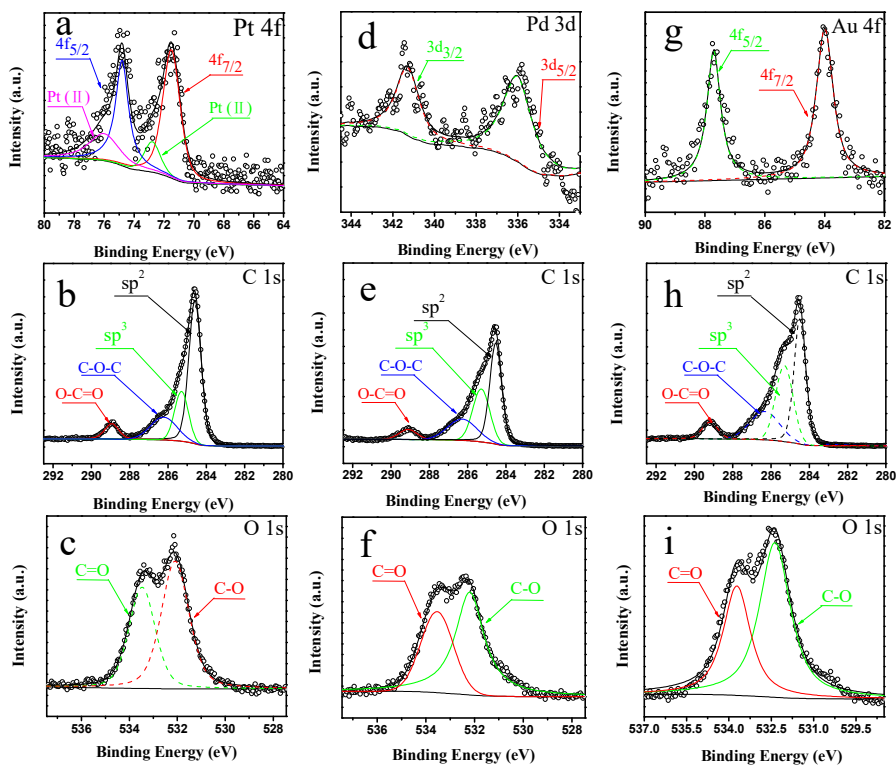 a
Pt 4f
4f5/2
4f7/2
Pt (II)
Pt (II)
Intensity (a.u.)
80 78 76 74 72 70 68 66 64
Binding Energy (eV)
d
Pd 3d
3d3/2
3d5/2
Intensity (a.u.)
344 342 340 338 336 334
Binding Energy (eV)
g
Au 4f
4f5/2
4f7/2
Intensity (a.u.)
90 88 86 84 82
Binding Energy (eV)
b
C 1s
sp2
sp3
C-O-C
O-C=O
Intensity (a.u.)
292 290 288 286 284 282 280
Binding Energy (eV)
e
C 1s
sp2
sp3
C-O-C
O-C=O
Intensity (a.u.)
292 290 288 286 284 282 280
Binding Energy (eV)
h
C 1s
sp2
sp3
C-O-C
O-C=O
Intensity (a.u.)
292 290 288 286 284 282 280
Binding Energy (eV)
c
O 1s
C=O
C-O
Intensity (a.u.)
536 534 532 530 528
Binding Energy (eV)
f
O 1s
C=O
C-O
Intensity (a.u.)
536 534 532 530 528
Binding Energy (eV)
i
O 1s
C=O
C-O
Intensity (a.u.)
537.0 535.5 534.0 532.5 531.0 529.5
Binding Energy (eV)